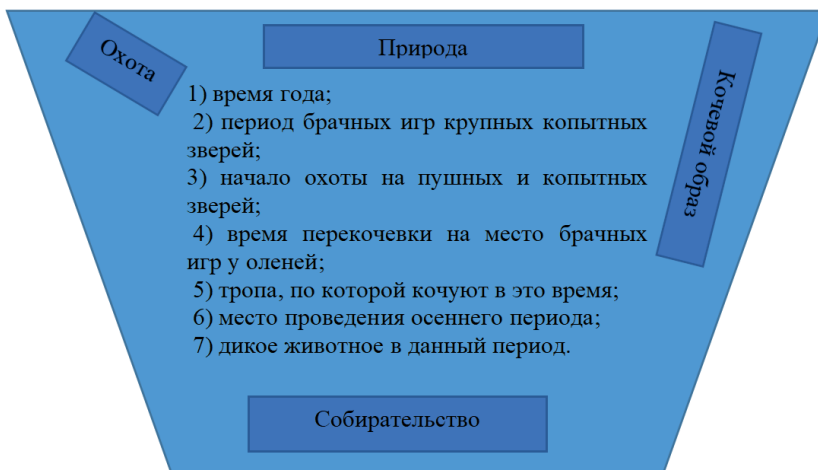 Охота
Природа
Кочевой образ
1) время года;
2) период брачных игр крупных копытных
зверей;
3) начало охоты на пушных и копытных
зверей;
4) время перекочевки на место брачных
игр у оленей;
5) тропа, по которой кочуют в это время;
6) место проведения осеннего периода;
7) дикое животное в данный период.
Собирательство